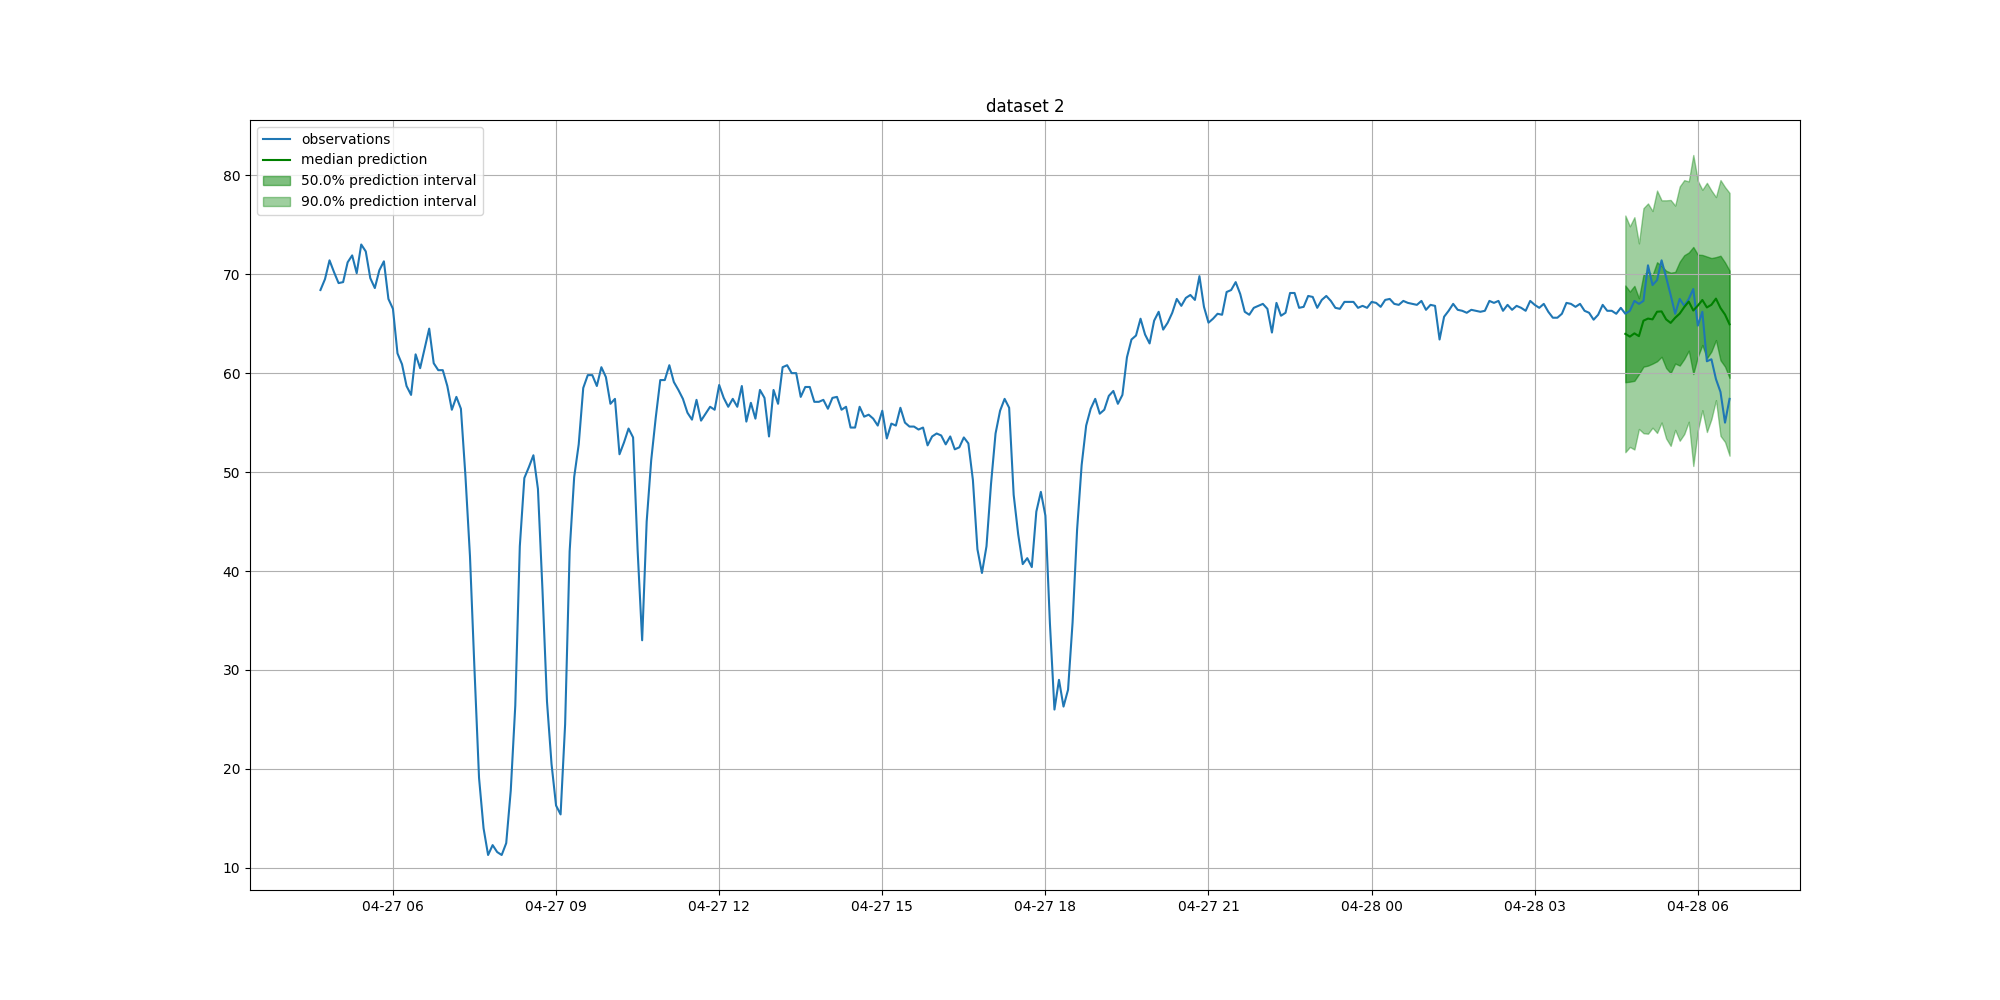 dataset 2
observations
median prediction
50.0% prediction interval
90.0% prediction interval
80
70
60
50
40
30
20
10
04-27 06 04-27 09 04-27 12 04-27 15 04-27 18 04-27 21 04-28 00 04-28 03 04-28 06